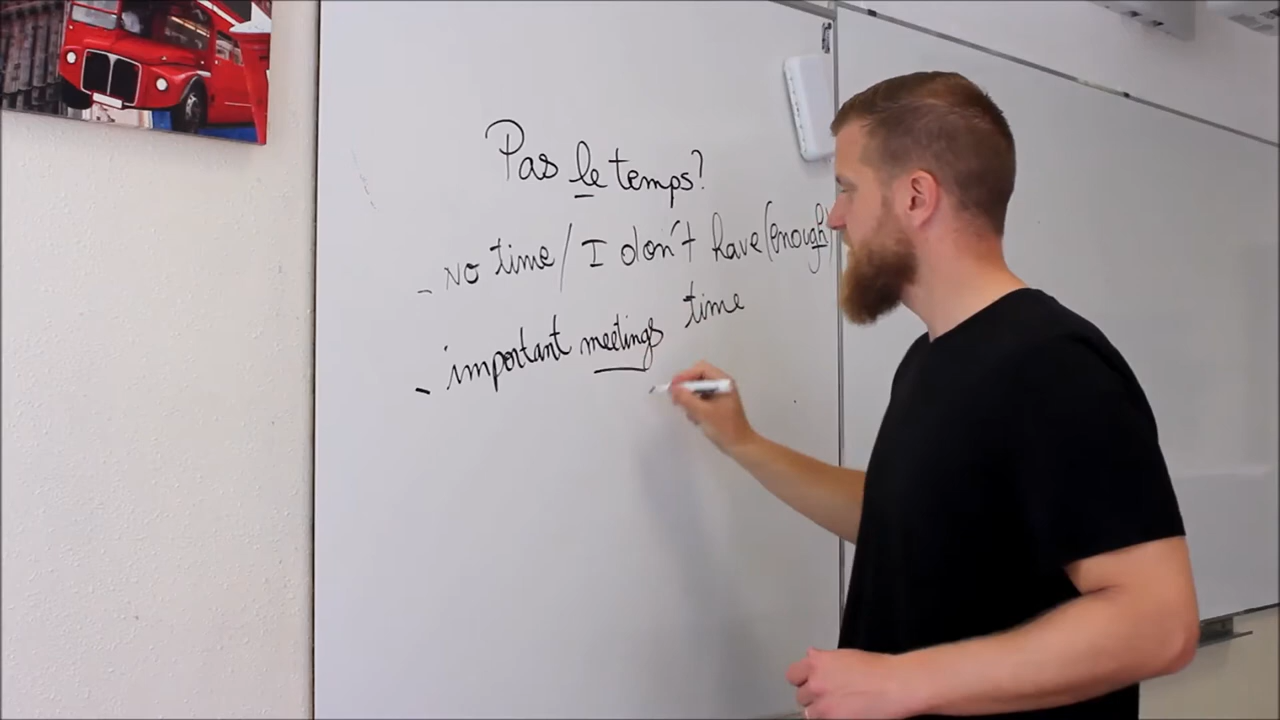 Pas le temps?
- No time / I don't have (enough)
time
- important meetings